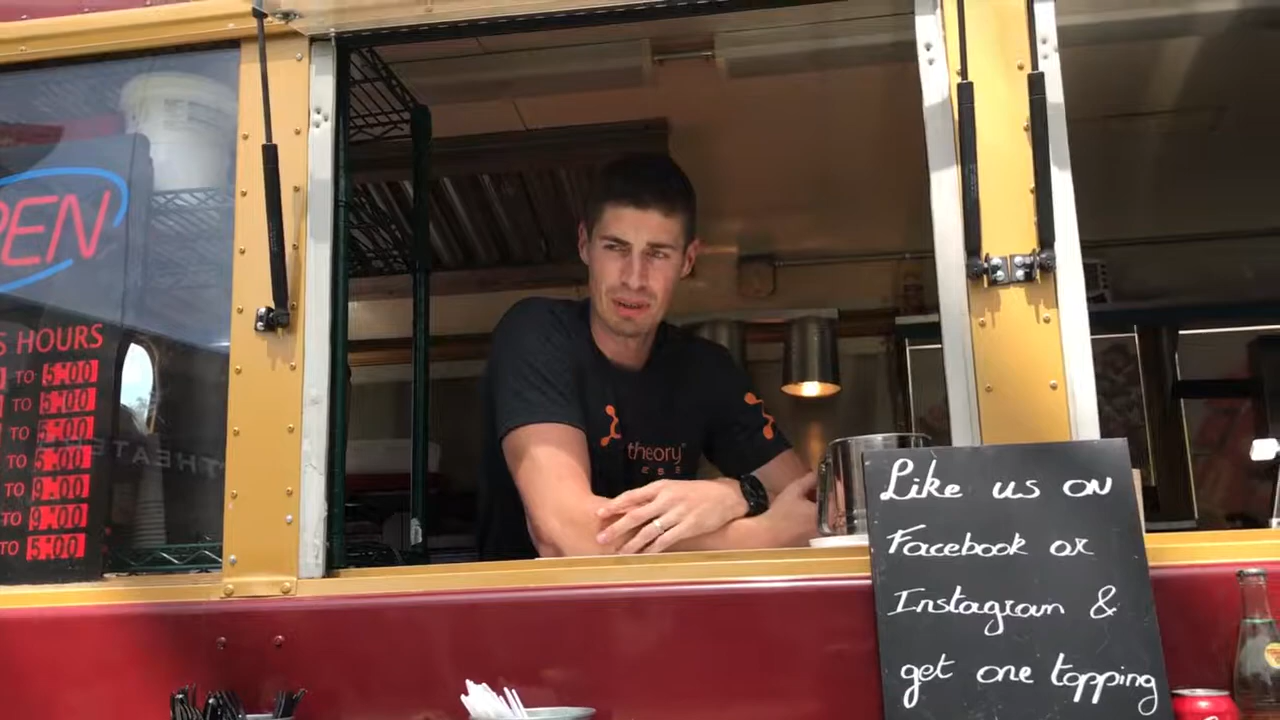 PEN
S HOURS
TO 5:00
TO 5:00
TO 5:00
TO 5:00
TO 9:00
TO 9:00
TO 5:00
THEATE
theory
Like us on
Facebook or
Instagram &
get one topping